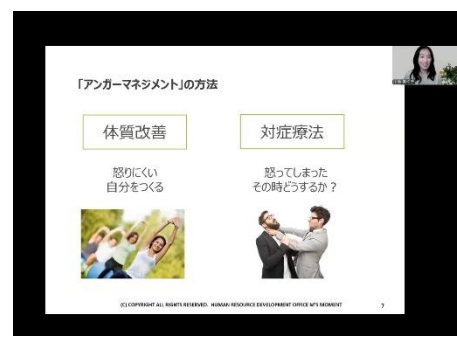 「アンガーマネジメント」の方法
体質改善
対症療法
怒りにくい
自分をつくる
怒ってしまった
その時どうするか？
(C) COPYRIGHT ALL RIGHTS RESERVED. HUMAN RESOURCE DEVELOPMENT OFFICE M'S MOMENT